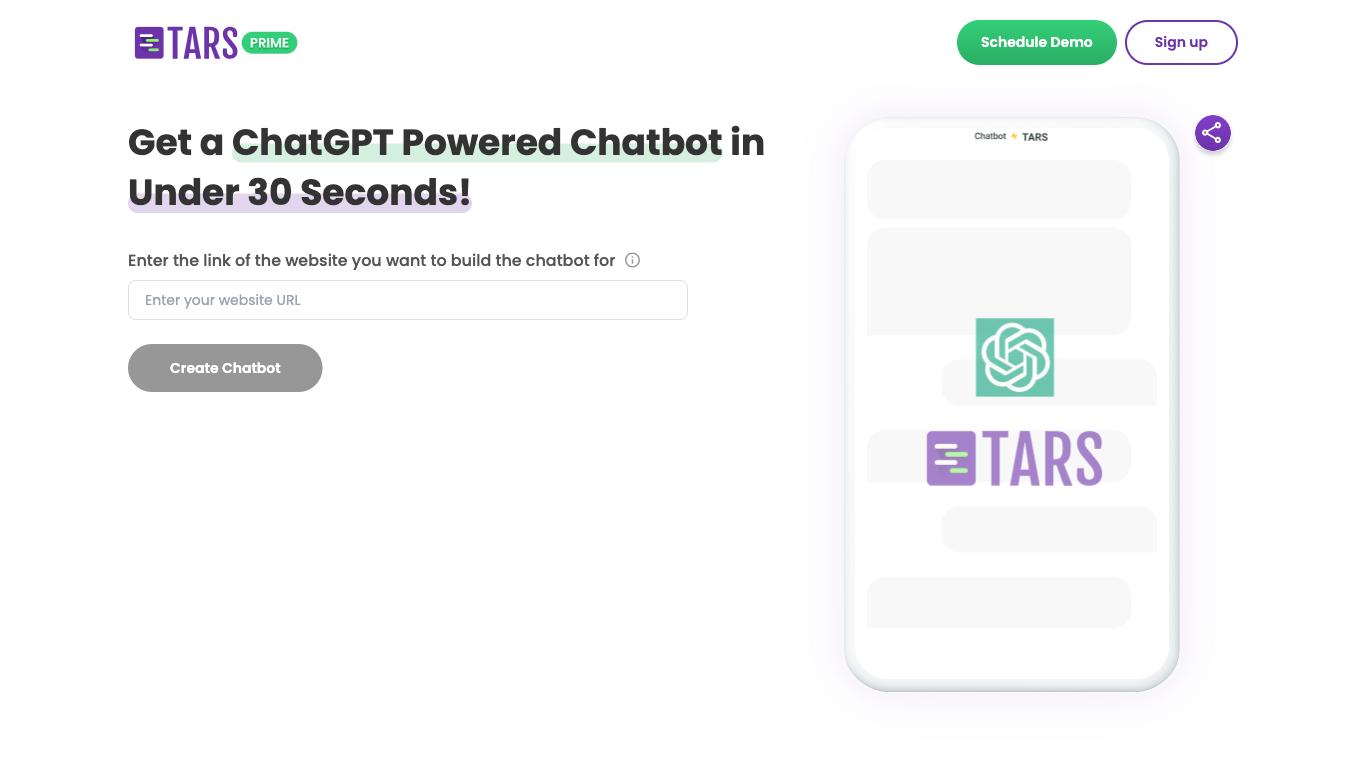 TARS PRIME
Schedule Demo
Sign up
Get a ChatGPT Powered Chatbot in
Under 30 Seconds!
Enter the link of the website you want to build the chatbot for
Enter your website URL
Create Chatbot
Chatbot ⚡ TARS
TARS